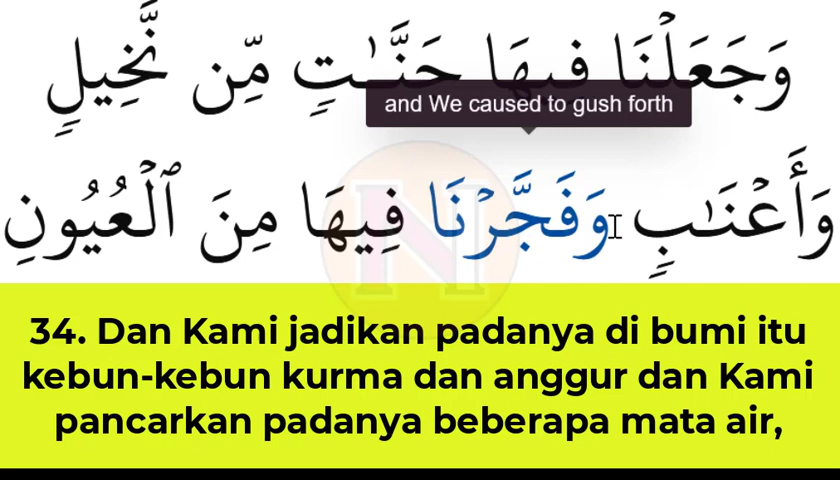 وَجَعَلْنَا فِيهَا جَنَّـٰتٍ مِّن نَّخِيلٍ
and We caused to gush forth
وَأَعْنَـٰبٍ وَفَجَّرْنَا فِيهَا مِنَ ٱلْعُيُونِ
34. Dan Kami jadikan padanya di bumi itu
kebun-kebun kurma dan anggur dan Kami
pancarkan padanya beberapa mata air,